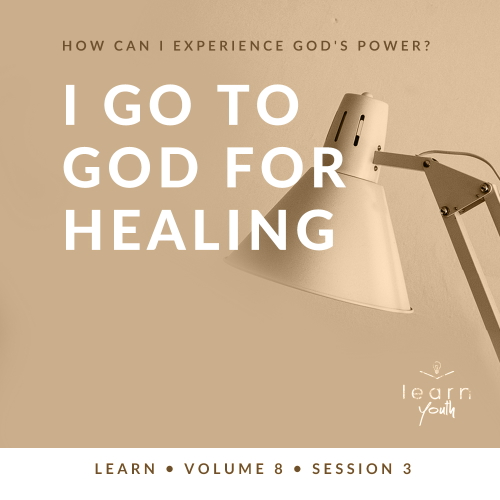 HOW CAN I EXPERIENCE GOD'S POWER?
I GO TO
GOD FOR
HEALING
learn
youth
LEARN • VOLUME 8 • SESSION 3